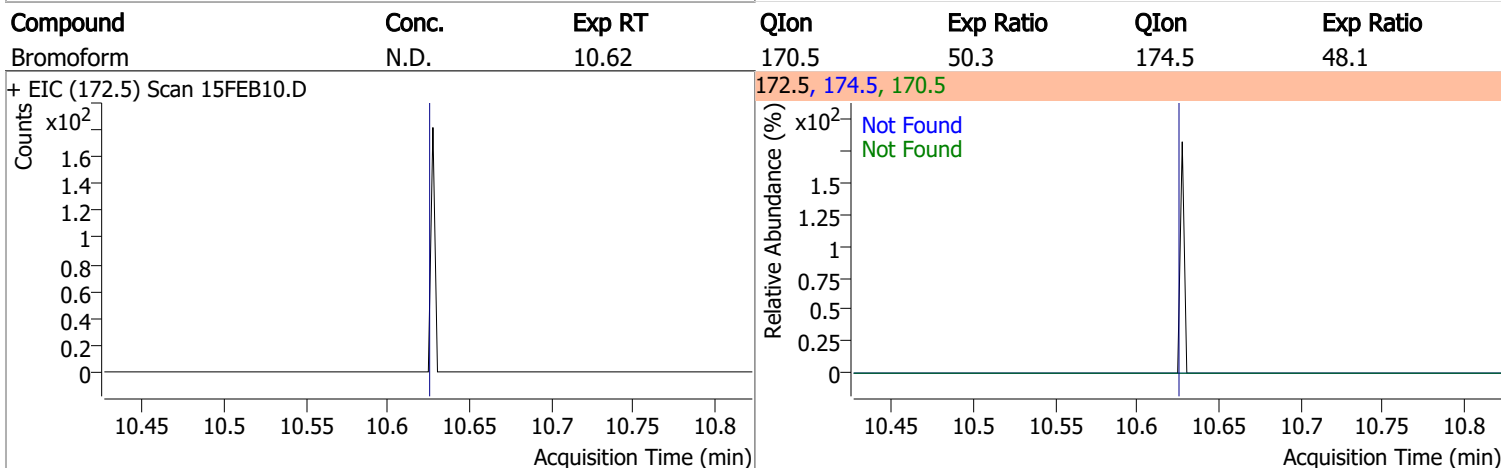 Compound Conc. Exp RT QIon Exp Ratio QIon Exp Ratio
Bromoform N.D. 10.62 170.5 50.3 174.5 48.1
+ EIC (172.5) Scan 15FEB10.D
Counts
x10²
1.6
1.4
1.2
1
0.8
0.6
0.4
0.2
0
10.45 10.5 10.55 10.6 10.65 10.7 10.75 10.8
Acquisition Time (min)
172.5, 174.5, 170.5
Relative Abundance (%)
x10²
Not Found
Not Found
1.5
1.25
1
0.75
0.5
0.25
0
10.45 10.5 10.55 10.6 10.65 10.7 10.75 10.8
Acquisition Time (min)